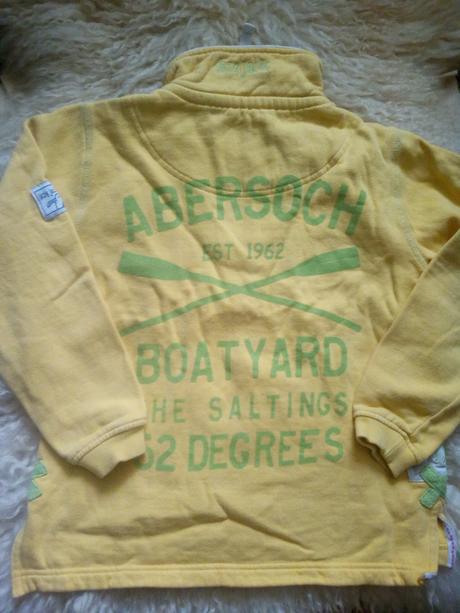 ABERSOCH
EST 1962
BOATYARD
HE SALTINGS
52 DEGREES